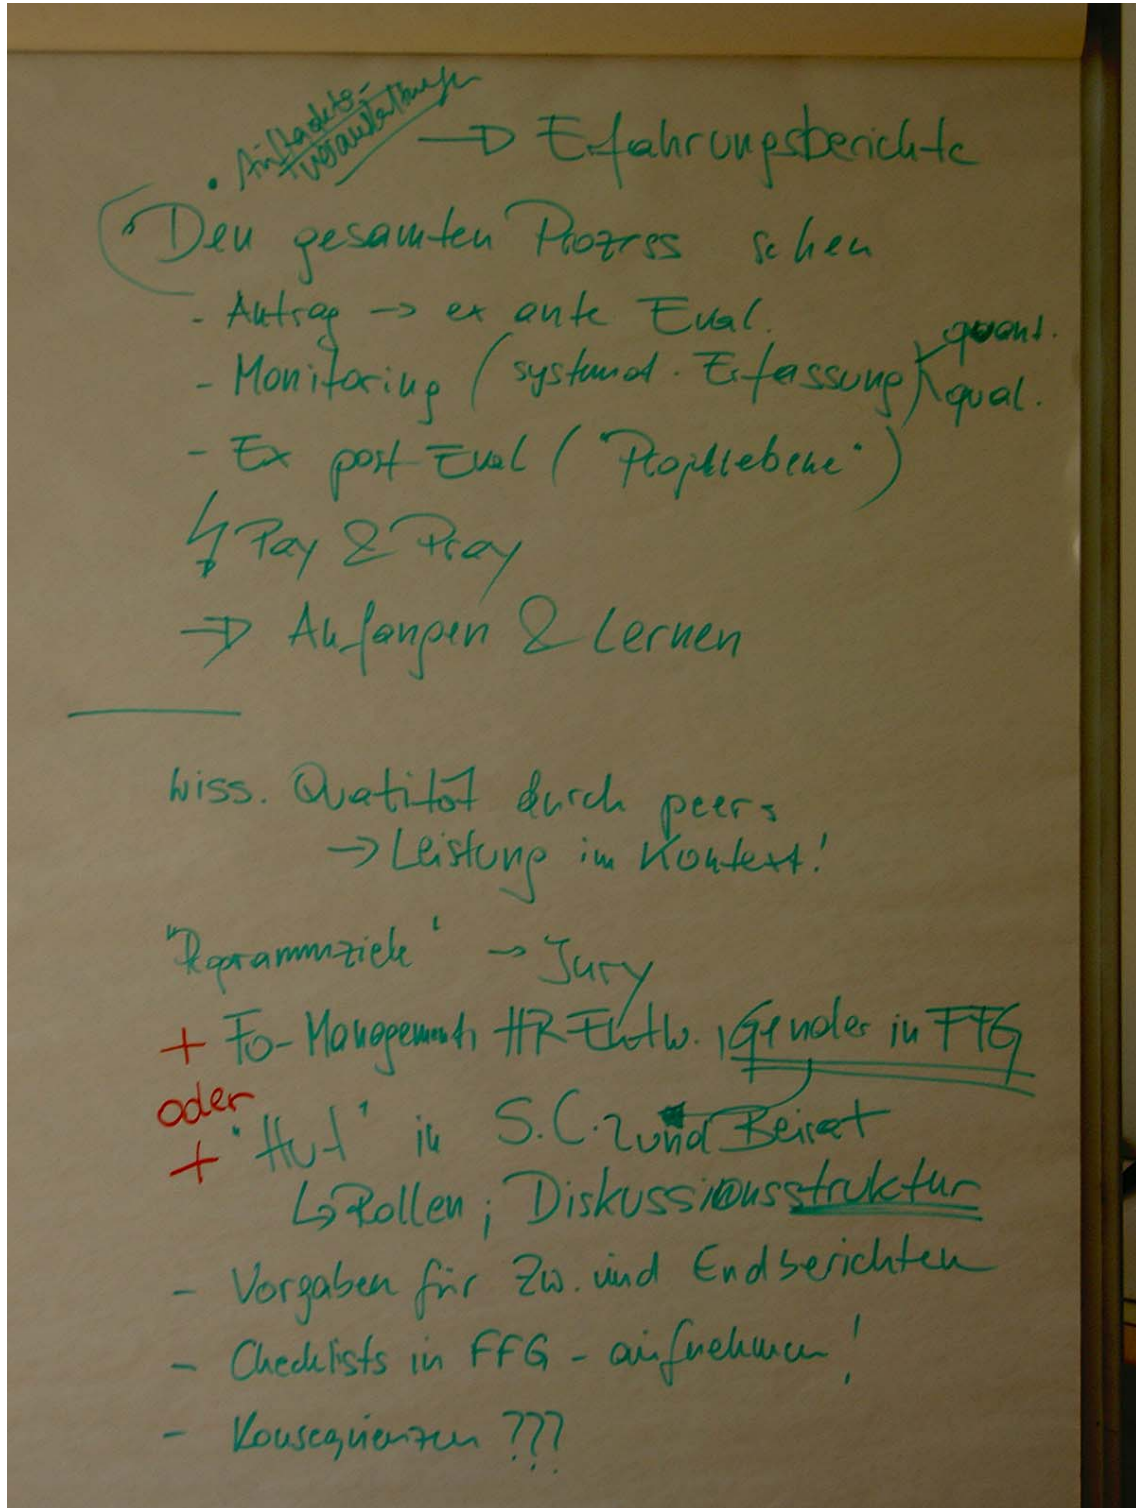 • Auftakts-
veranstaltungen → Erfahrungsberichte
• Den gesamten Prozess sehen
- Antrag → ex ante Eval.
- Monitoring (systemat. Erfassung) quant.
qual.
- Ex post Eval ("Projektebene")
Pay & Pray
→ Anfangen & Lernen
wiss. Qualität durch peers
→ Leistung im Kontext!
"Programmziele" → Jury
+ Fo-Management, HR Entw., Gender in FFG
oder
+ "Hut" in S.C. und Beirat
↳ Rollen; Diskussionsstruktur
- Vorgaben für Zw. und Endberichten
- Checklists in FFG - aufnehmen!
- Konsequenzen ???